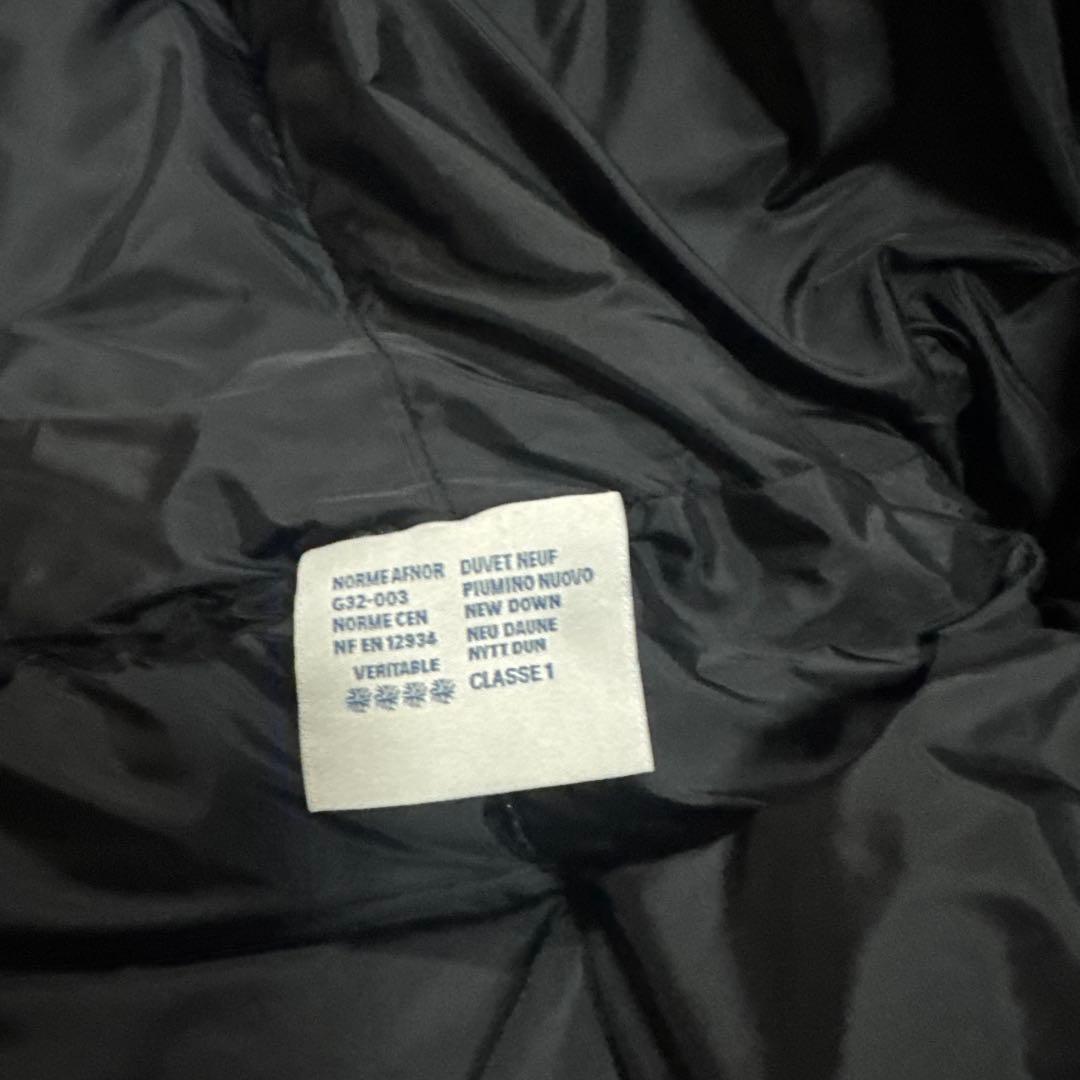 NORME AFNOR
G32-003
NORME CEN
NF EN 12934
VERITABLE
DUVET NEUF
PIUMINO NUOVO
NEW DOWN
NEU DAUNE
NYTT DUN
CLASSE 1